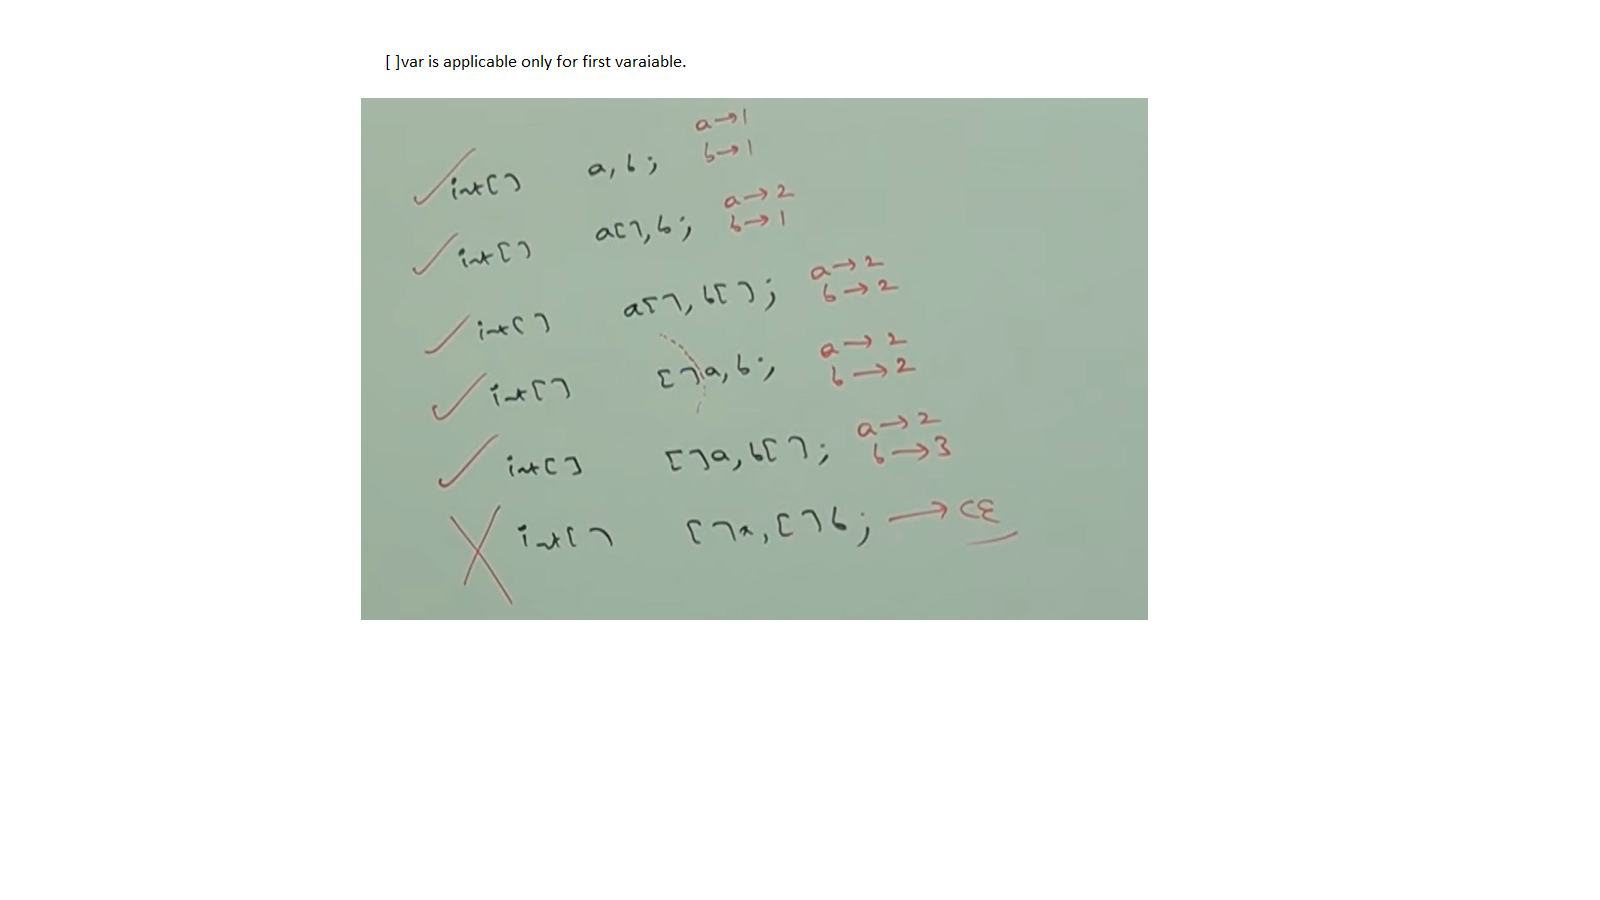 [ ]var is applicable only for first varaiable.
a→1
int[] a,b; b→1
a→2
int[] a[],b; b→1
a→2
int[] a[],b[]; b→2
a→2
int[] []a,b; b→2
a→2
int[] []a,b[]; b→3
int[] []a,[]b; → CE